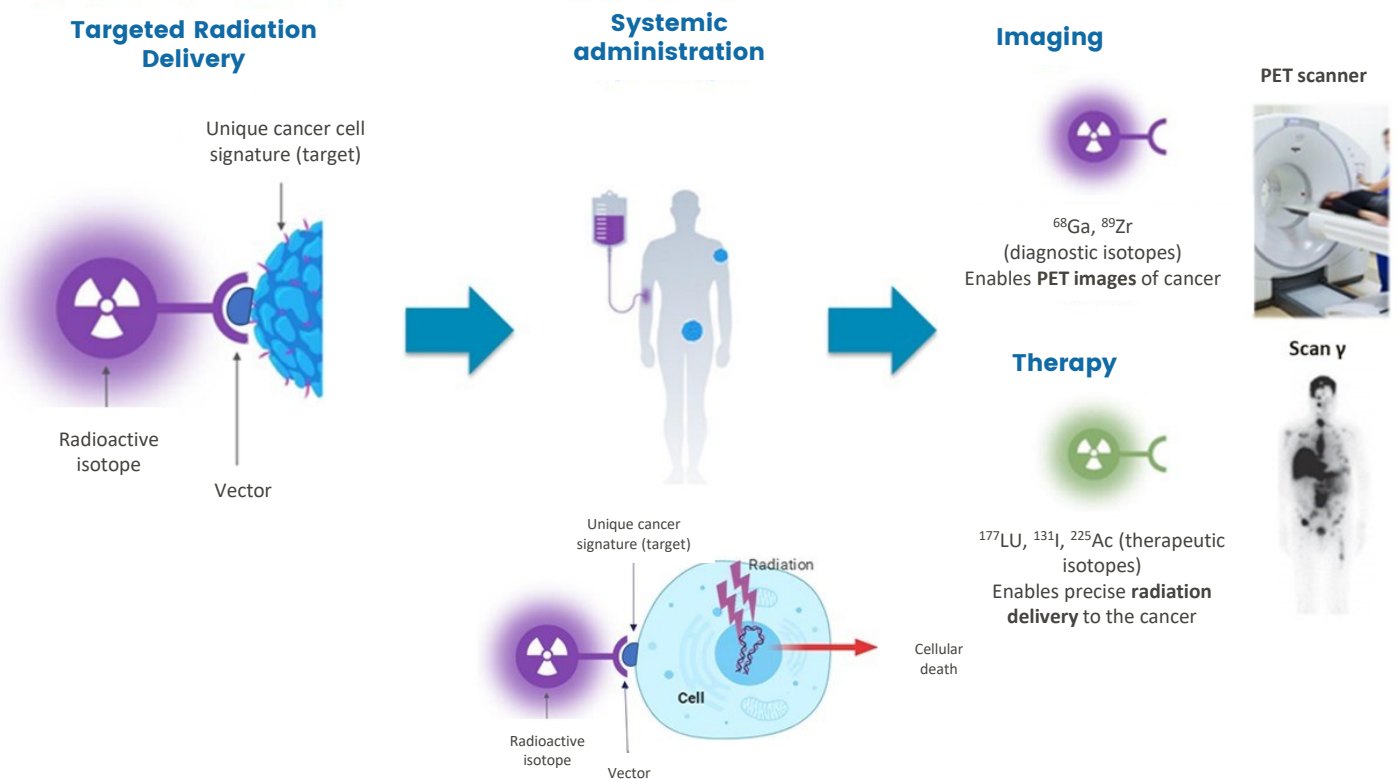 Targeted Radiation
Delivery
Unique cancer cell
signature (target)
Radioactive
isotope
Vector
Systemic
administration
Unique cancer
signature (target)
Radiation
Cell
Cellular
death
Radioactive
isotope
Vector
Imaging
PET scanner
⁶⁸Ga, ⁸⁹Zr
(diagnostic isotopes)
Enables PET images of cancer
Scan γ
Therapy
¹⁷⁷LU, ¹³¹I, ²²⁵Ac (therapeutic
isotopes)
Enables precise radiation
delivery to the cancer